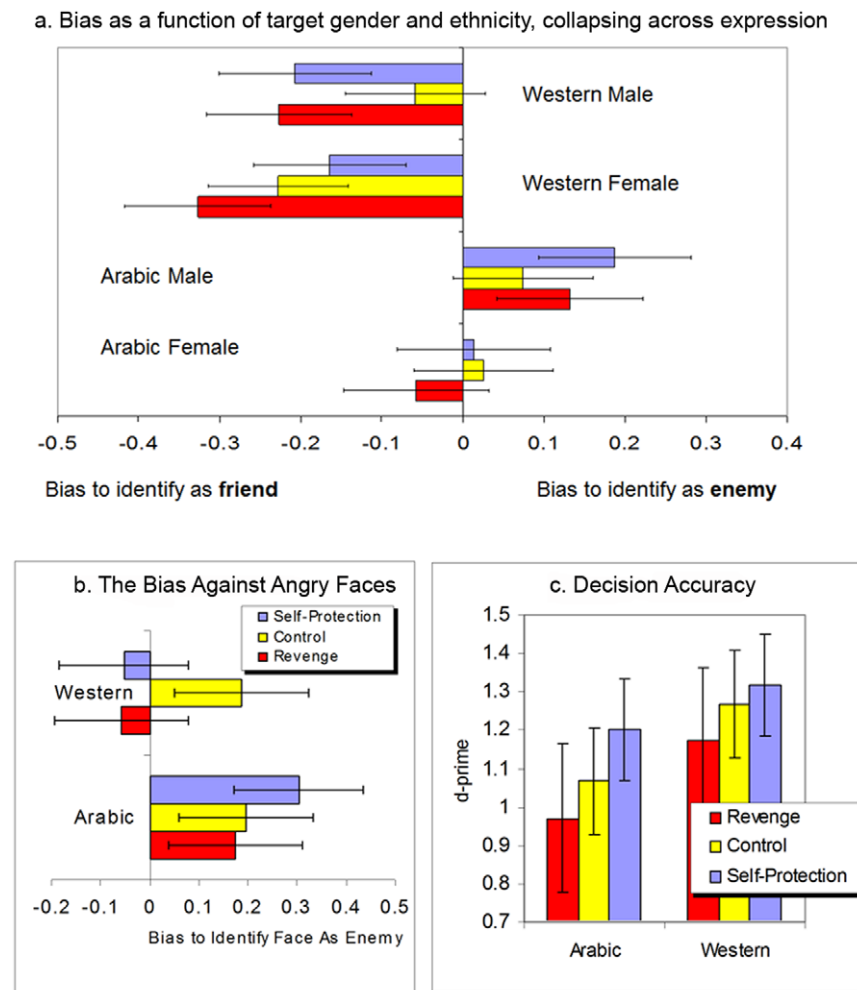 a. Bias as a function of target gender and ethnicity, collapsing across expression
Western Male
Western Female
Arabic Male
Arabic Female
-0.5 -0.4 -0.3 -0.2 -0.1 0 0.1 0.2 0.3 0.4
Bias to identify as friend Bias to identify as enemy
b. The Bias Against Angry Faces
Self-Protection
Control
Revenge
Western
Arabic
-0.2 -0.1 0 0.1 0.2 0.3 0.4 0.5
Bias to Identify Face As Enemy
c. Decision Accuracy
1.5
1.4
1.3
1.2
1.1
1
0.9
0.8
0.7
d-prime
Revenge
Control
Self-Protection
Arabic Western